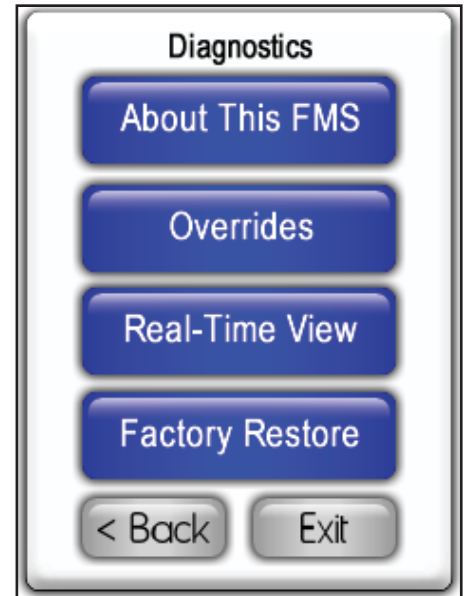 Diagnostics
About This FMS
Overrides
Real-Time View
Factory Restore
< Back Exit